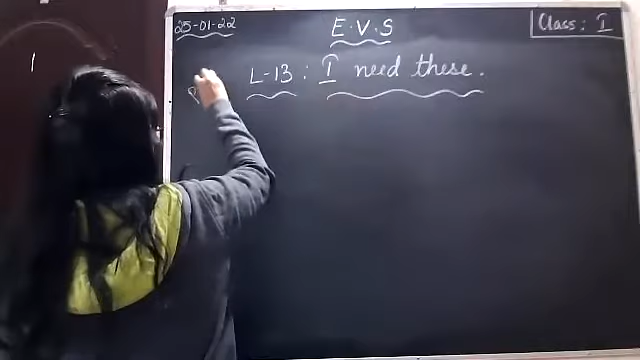 25-01-22 E.V.S Class: I
L-13 : I need these.